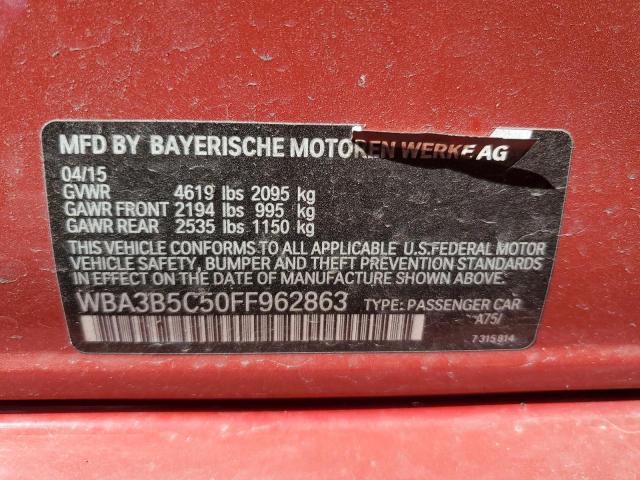 MFD BY BAYERISCHE MOTOREN WERKE AG
04/15
GVWR 4619 lbs 2095 kg
GAWR FRONT 2194 lbs 995 kg
GAWR REAR 2535 lbs 1150 kg
THIS VEHICLE CONFORMS TO ALL APPLICABLE U.S. FEDERAL MOTOR
VEHICLE SAFETY, BUMPER AND THEFT PREVENTION STANDARDS
IN EFFECT ON THE DATE OF MANUFACTURE SHOWN ABOVE.
WBA3B5C50FF962863 TYPE: PASSENGER CAR
A75/
7315814